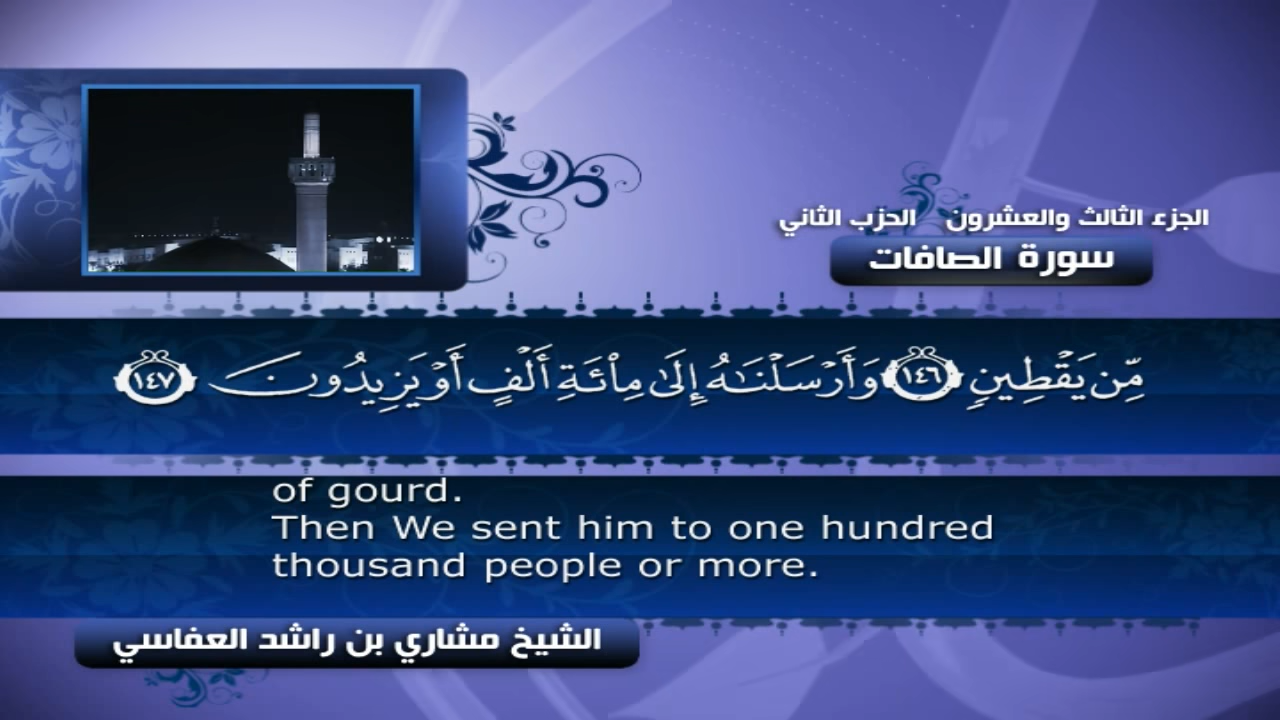 الجزء الثالث والعشرون الحزب الثاني
سورة الصافات
مِّن يَقْطِينٍ ١٤٦ وَأَرْسَلْنَٰهُ إِلَىٰ مِا۟ئَةِ أَلْفٍ أَوْ يَزِيدُونَ ١٤٧
of gourd.
Then We sent him to one hundred
thousand people or more.
الشيخ مشاري بن راشد العفاسي